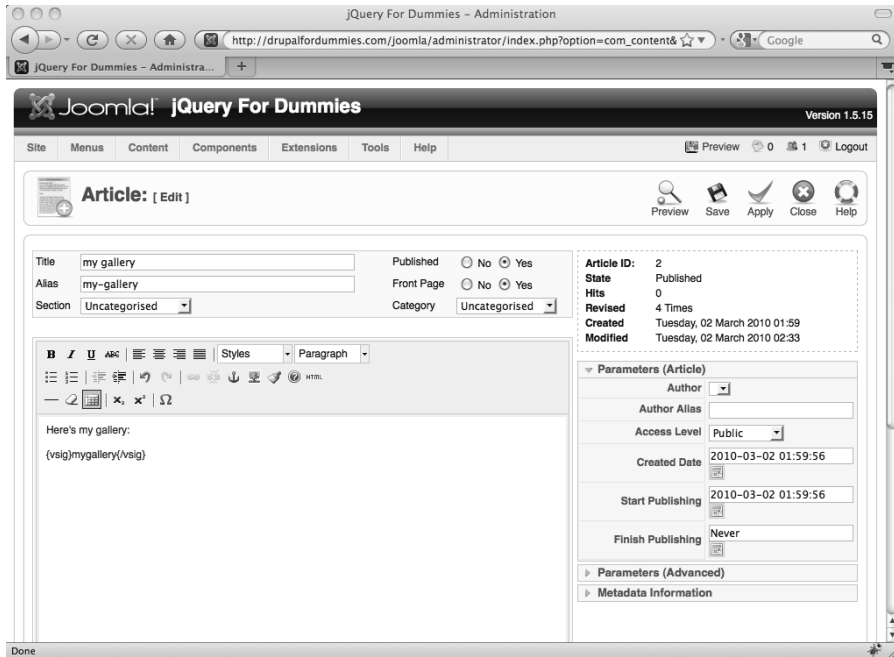 jQuery For Dummies – Administration
http://drupalfordummies.com/joomla/administrator/index.php?option=com_content& Google
jQuery For Dummies – Administra... +
Joomla! jQuery For Dummies
Version 1.5.15
Site Menus Content Components Extensions Tools Help Preview 0 1 Logout
Article: [ Edit ]
Preview Save Apply Close Help
Title my gallery Published No Yes
Alias my-gallery Front Page No Yes
Section Uncategorised Category Uncategorised
Article ID: 2
State Published
Hits 0
Revised 4 Times
Created Tuesday, 02 March 2010 01:59
Modified Tuesday, 02 March 2010 02:33
B I U ABC Styles Paragraph
HTML
x₂ x² Ω
Here's my gallery:
{vsig}mygallery{/vsig}
Parameters (Article)
Author
Author Alias
Access Level Public
Created Date 2010-03-02 01:59:56
Start Publishing 2010-03-02 01:59:56
Finish Publishing Never
Parameters (Advanced)
Metadata Information
Done